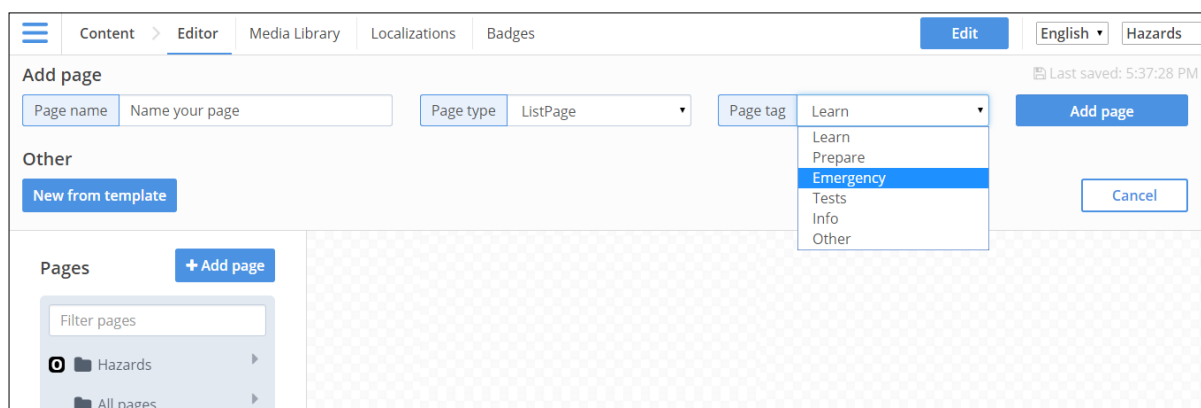 Content > Editor Media Library Localizations Badges Edit English Hazards
Add page Last saved: 5:37:28 PM
Page name Name your page Page type ListPage Page tag Learn Add page
Learn
Other Prepare
New from template Emergency Cancel
Tests
Info
Other
Pages + Add page
Filter pages
O Hazards
All pages